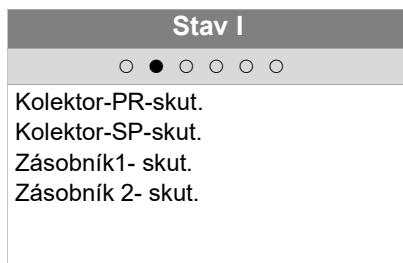 Stav I
Kolektor-PR-skut.
Kolektor-SP-skut.
Zásobník1- skut.
Zásobník 2- skut.